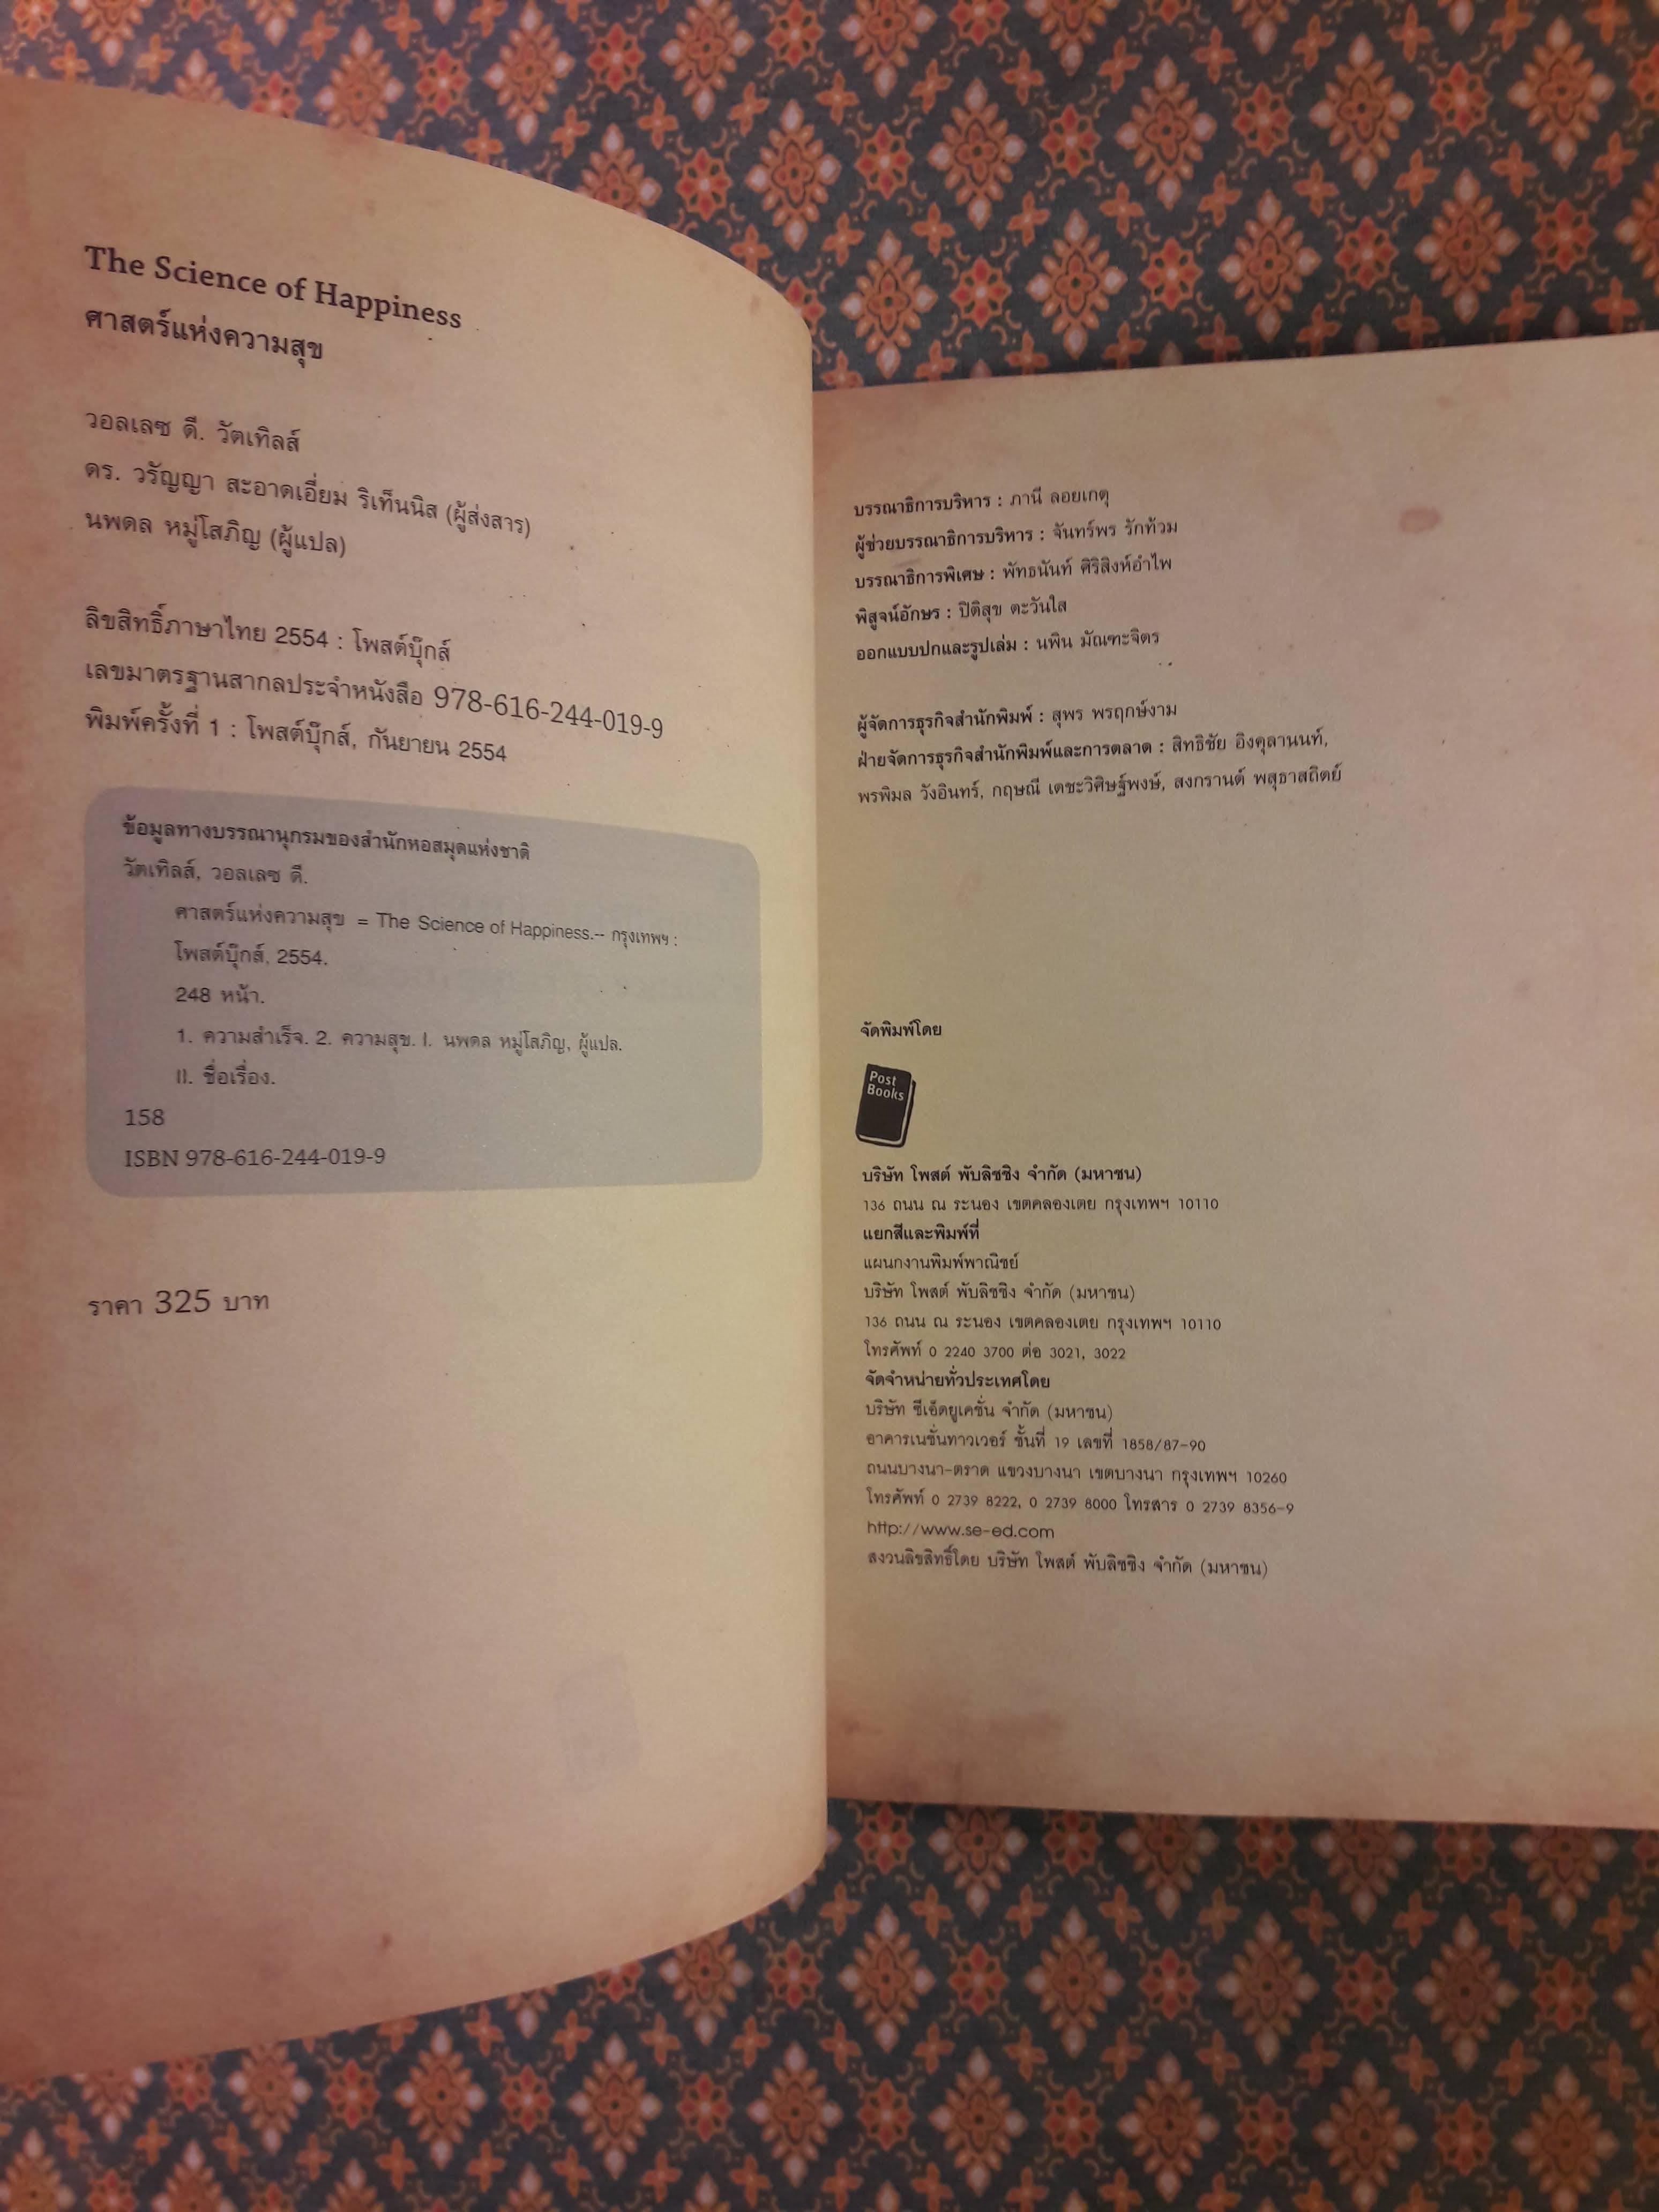 The Science of Happiness
ศาสตร์แห่งความสุข
วอลเลซ ดี. วัตเทิลส์
ดร. วรัญญา สะอาดเอี่ยม ริเท็นนิส (ผู้ส่งสาร)
นพดล หมู่โสภิญ (ผู้แปล)
ลิขสิทธิ์ภาษาไทย 2554 : โพสต์บุ๊กส์
เลขมาตรฐานสากลประจำหนังสือ 978-616-244-019-9
พิมพ์ครั้งที่ 1 : โพสต์บุ๊กส์, กันยายน 2554
ข้อมูลทางบรรณานุกรมของสำนักหอสมุดแห่งชาติ
วัตเทิลส์, วอลเลซ ดี.
ศาสตร์แห่งความสุข = The Science of Happiness.-- กรุงเทพฯ :
โพสต์บุ๊กส์, 2554.
248 หน้า.
1. ความสำเร็จ. 2. ความสุข. I. นพดล หมู่โสภิญ, ผู้แปล.
II. ชื่อเรื่อง.
158
ISBN 978-616-244-019-9
ราคา 325 บาท
บรรณาธิการบริหาร : ภานี ลอยเกตุ
ผู้ช่วยบรรณาธิการบริหาร : จันทร์พร รักท้วม
บรรณาธิการพิเศษ : พัทธนันท์ ศิริสิงห์อำไพ
พิสูจน์อักษร : ปิติสุข ตะวันใส
ออกแบบปกและรูปเล่ม : นพิน มัณฑะจิตร
ผู้จัดการธุรกิจสำนักพิมพ์ : สุพร พรฤกษ์งาม
ฝ่ายจัดการธุรกิจสำนักพิมพ์และการตลาด : สิทธิชัย อิงคุลานนท์,
พรพิมล วังอินทร์, กฤษณี เดชะวิศิษฐ์พงษ์, สงกรานต์ พสุธาสถิตย์
จัดพิมพ์โดย
Post
Books
บริษัท โพสต์ พับลิชชิง จำกัด (มหาชน)
136 ถนน ณ ระนอง เขตคลองเตย กรุงเทพฯ 10110
แยกสีและพิมพ์ที่
แผนกงานพิมพ์พาณิชย์
บริษัท โพสต์ พับลิชชิง จำกัด (มหาชน)
136 ถนน ณ ระนอง เขตคลองเตย กรุงเทพฯ 10110
โทรศัพท์ 0 2240 3700 ต่อ 3021, 3022
จัดจำหน่ายทั่วประเทศโดย
บริษัท ซีเอ็ดยูเคชั่น จำกัด (มหาชน)
อาคารเนชั่นทาวเวอร์ ชั้นที่ 19 เลขที่ 1858/87-90
ถนนบางนา-ตราด แขวงบางนา เขตบางนา กรุงเทพฯ 10260
โทรศัพท์ 0 2739 8222, 0 2739 8000 โทรสาร 0 2739 8356-9
http://www.se-ed.com
สงวนลิขสิทธิ์โดย บริษัท โพสต์ พับลิชชิง จำกัด (มหาชน)